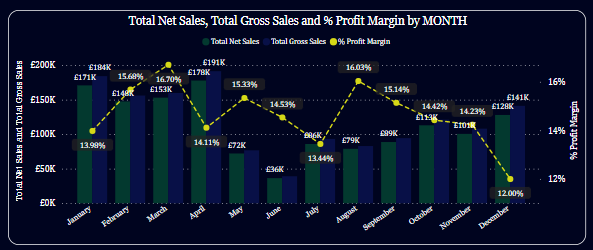 Total Net Sales, Total Gross Sales and % Profit Margin by MONTH
Total Net Sales Total Gross Sales % Profit Margin
Total Net Sales and Total Gross Sales
£200K
£150K
£100K
£50K
£0K
£171K
£184K
13.98%
£148K
15.68%
£153K
16.70%
£178K
£191K
14.11%
£72K
15.33%
£36K
14.53%
£86K
13.44%
£79K
16.03%
£89K
15.14%
£113K
14.42%
£101K
14.23%
£128K
£141K
12.00%
16%
14%
12%
% Profit Margin
January
February
March
April
May
June
July
August
September
October
November
December